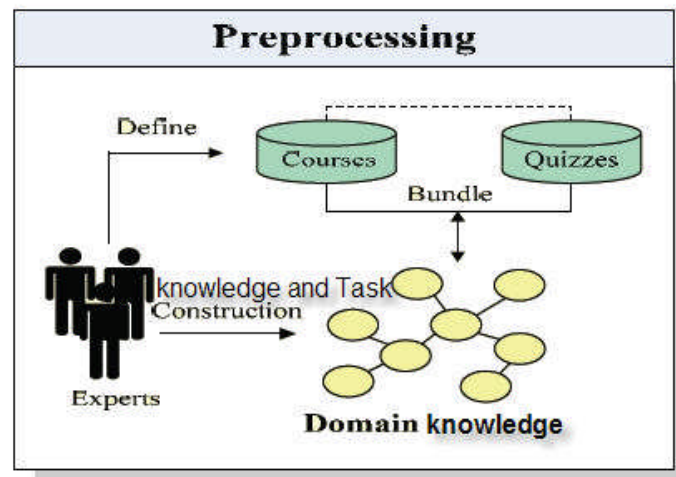 Preprocessing
Define
Courses
Quizzes
Bundle
knowledge and Task
Construction
Experts
Domain knowledge